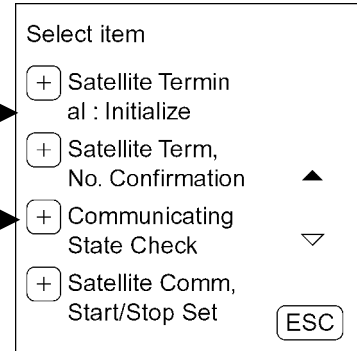 Select item
+ Satellite Termin
al : Initialize
+ Satellite Term,
No. Confirmation
+ Communicating
State Check
+ Satellite Comm,
Start/Stop Set
ESC